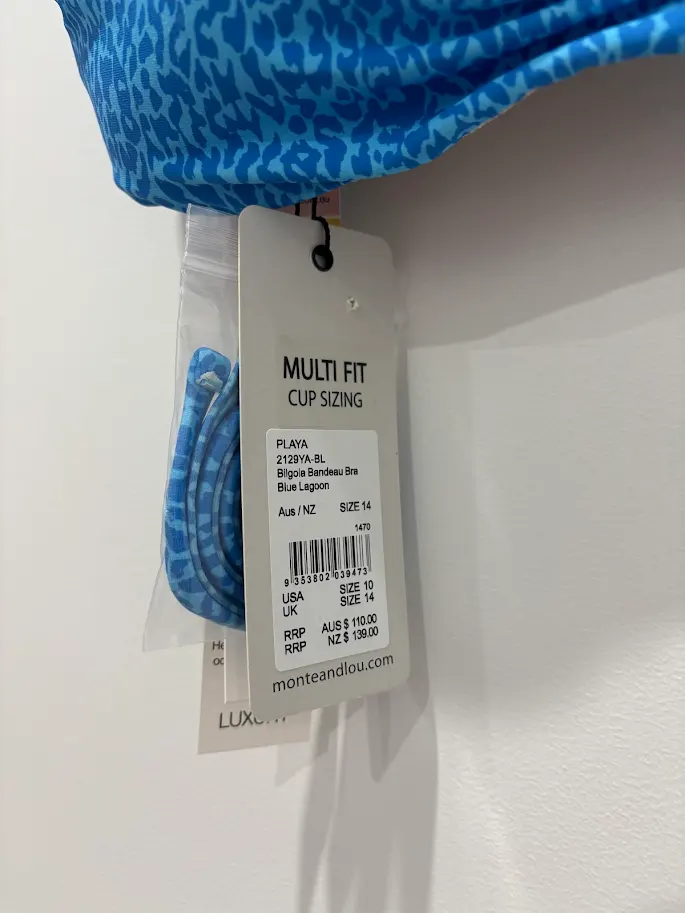 MULTI FIT
CUP SIZING
PLAYA
2129YA-BL
Bilgola Bandeau Bra
Blue Lagoon
Aus / NZ SIZE 14
1470
9 353802 039473
USA SIZE 10
UK SIZE 14
RRP AUS $ 110.00
RRP NZ $ 139.00
monteandlou.com